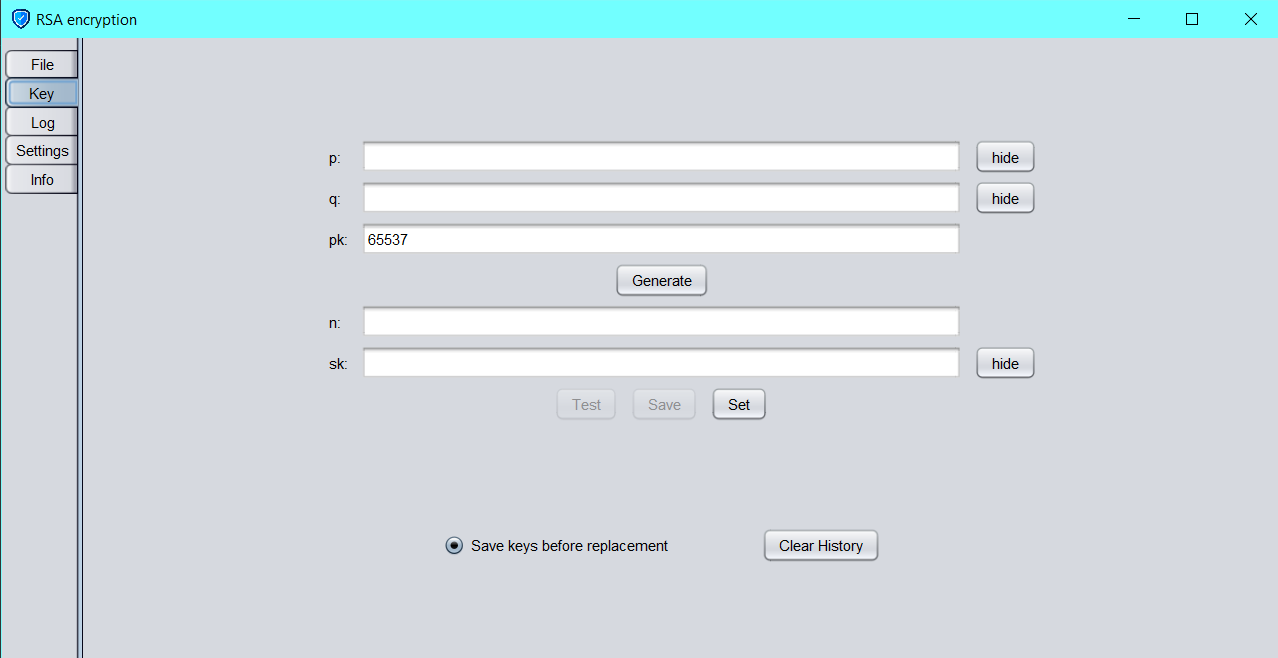 RSA encryption
File
Key
Log
Settings
Info
p:
hide
q:
hide
pk:
65537
Generate
n:
sk:
hide
Test
Save
Set
Save keys before replacement
Clear History